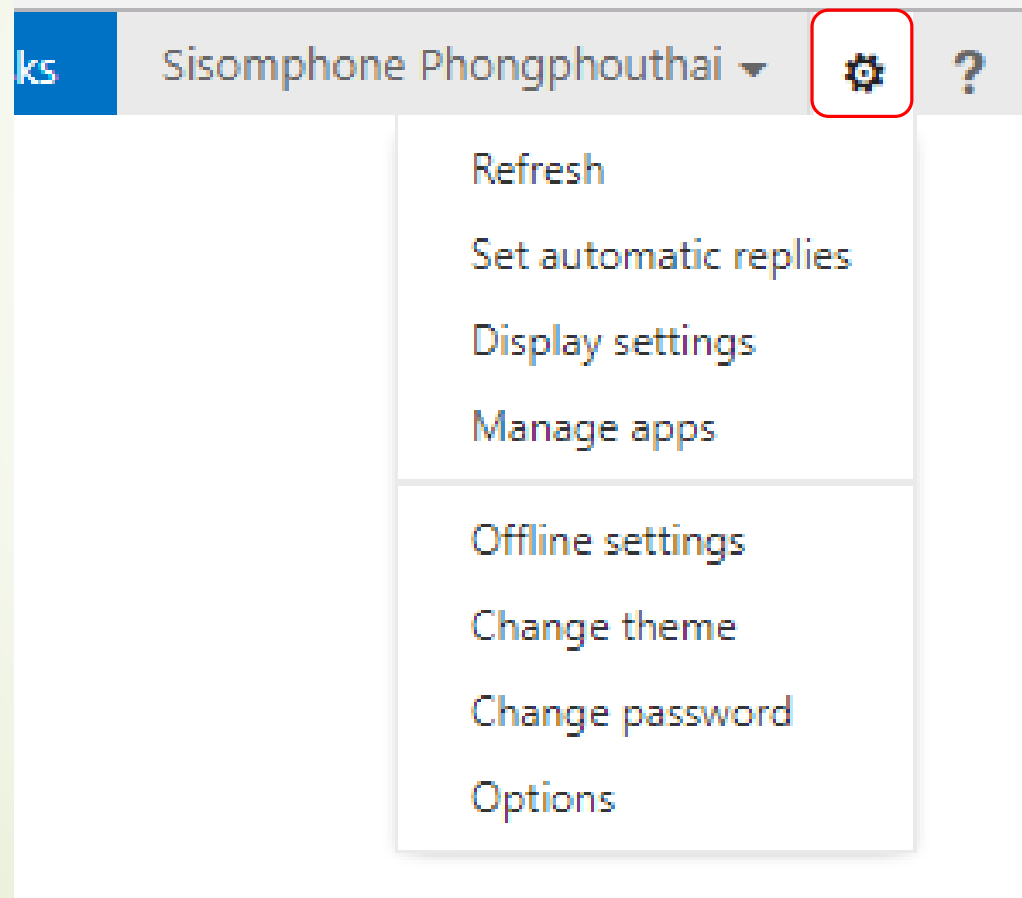 ks Sisomphone Phongphouthai ?
Refresh
Set automatic replies
Display settings
Manage apps
Offline settings
Change theme
Change password
Options